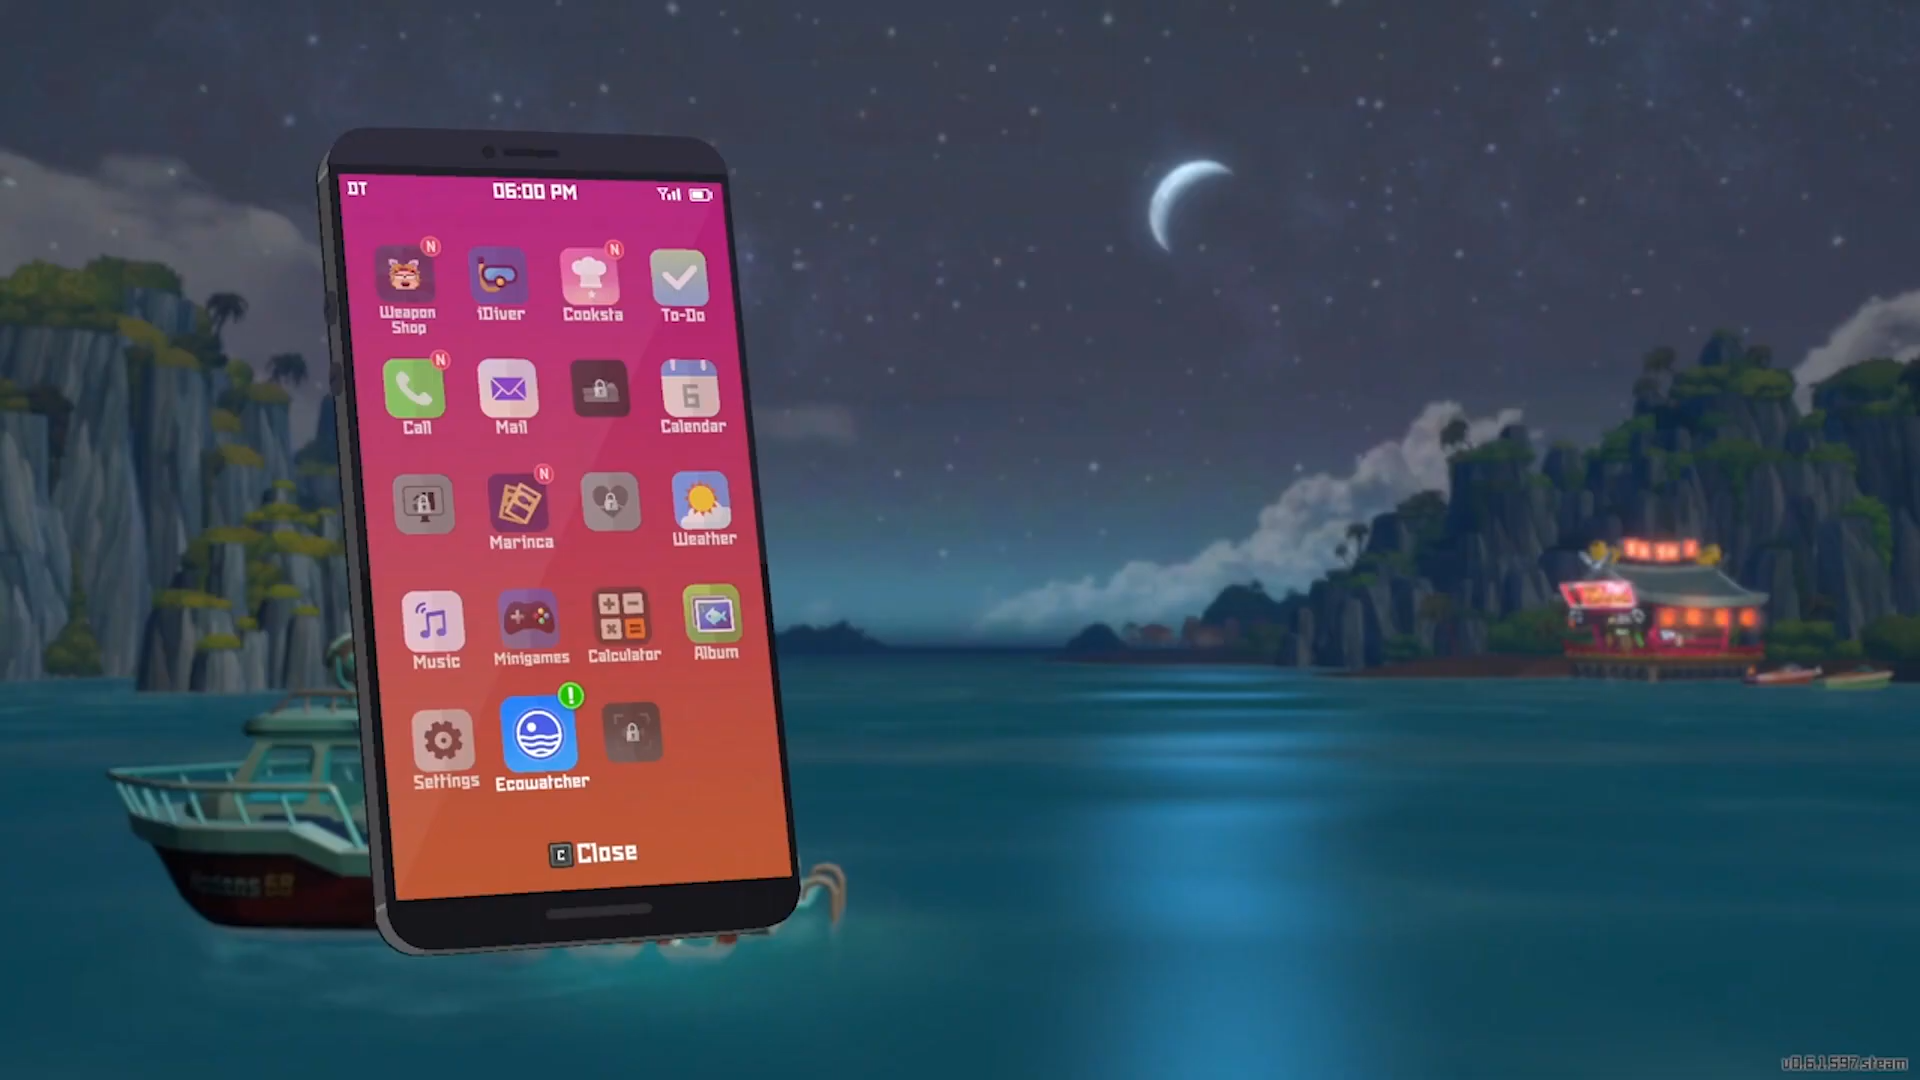 DT
06:00 PM
N
N
Weapon
Shop
iDiver
Cooksta
To-Do
N
6
Call
Mail
Calendar
N
Marinca
Weather
Music
Minigames
Calculator
Album
!
Settings
Ecowatcher
C Close
v0.6.1.597.steam